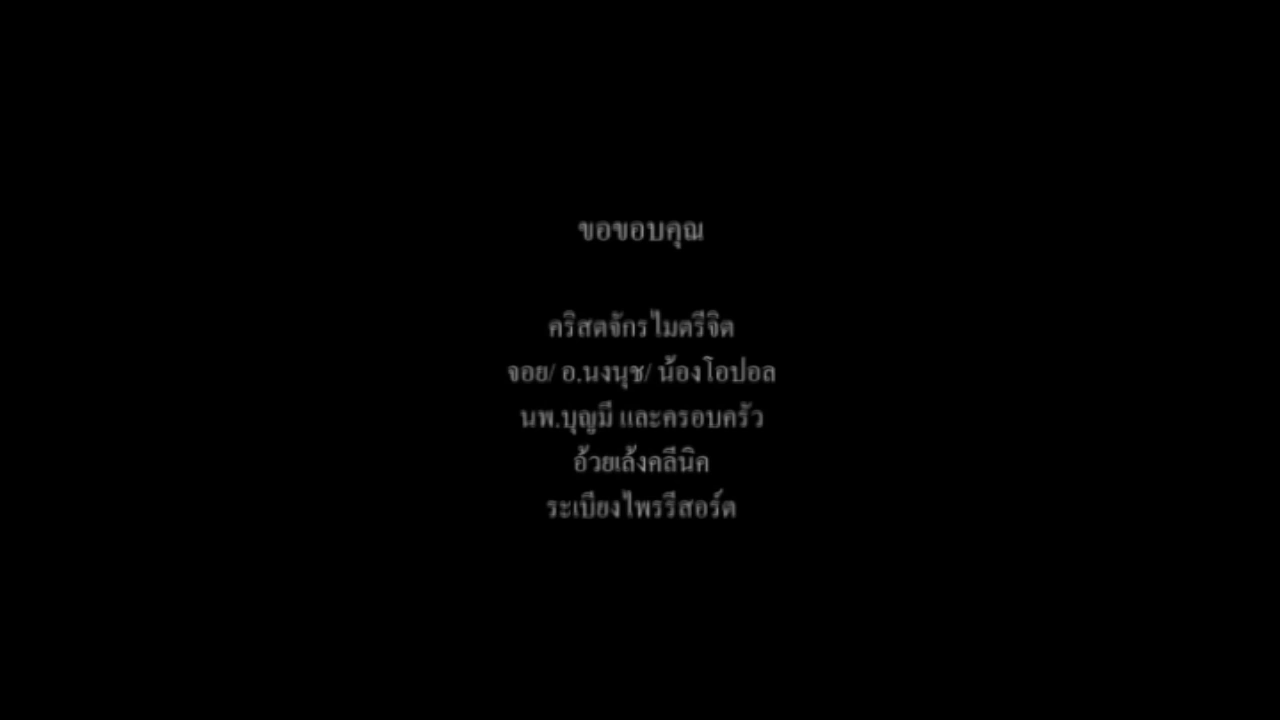 ขอขอบคุณ
คริสตจักรไมตรีจิต
จอย/ อ.นงนุช/ น้องโอปอล
นพ.บุญมี และครอบครัว
อ้วยเล้งคลีนิค
ระเบียงไพรรีสอร์ต